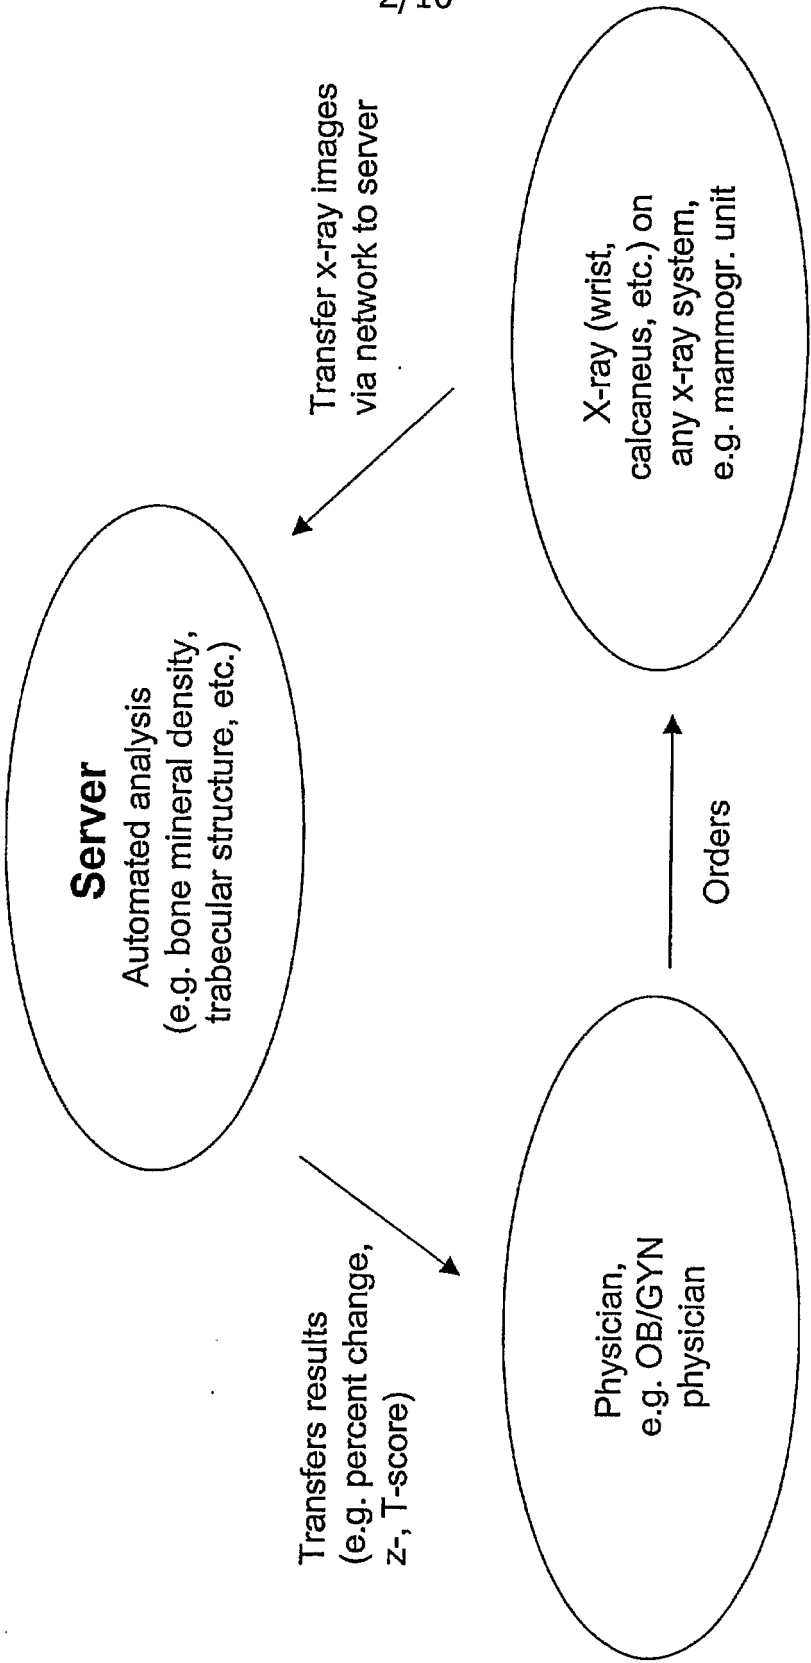 2/10
Server
Automated analysis
(e.g. bone mineral density,
trabecular structure, etc.)
Transfers results
(e.g. percent change,
z-, T-score)
Transfer x-ray images
via network to server
Physician,
e.g. OB/GYN
physician
Orders
X-ray (wrist,
calcaneus, etc.) on
any x-ray system,
e.g. mammogr. unit